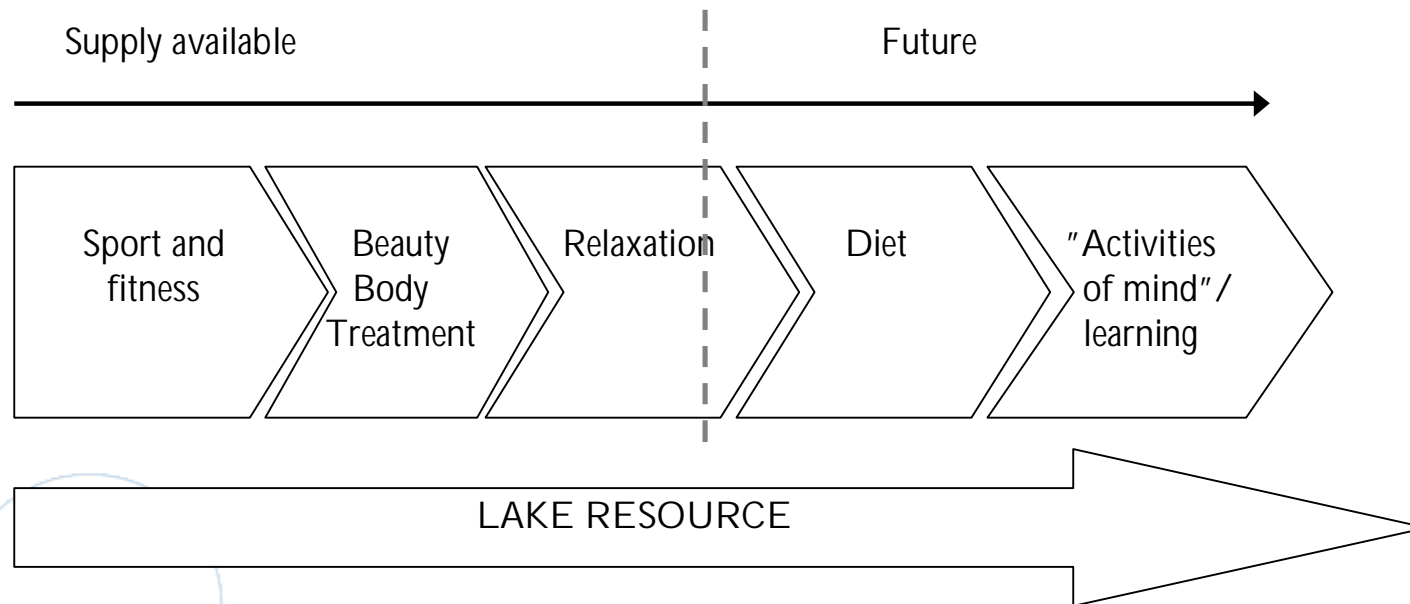 Supply available
Future
Sport and
fitness
Beauty
Body
Treatment
Relaxation
Diet
"Activities
of mind"/
learning
LAKE RESOURCE